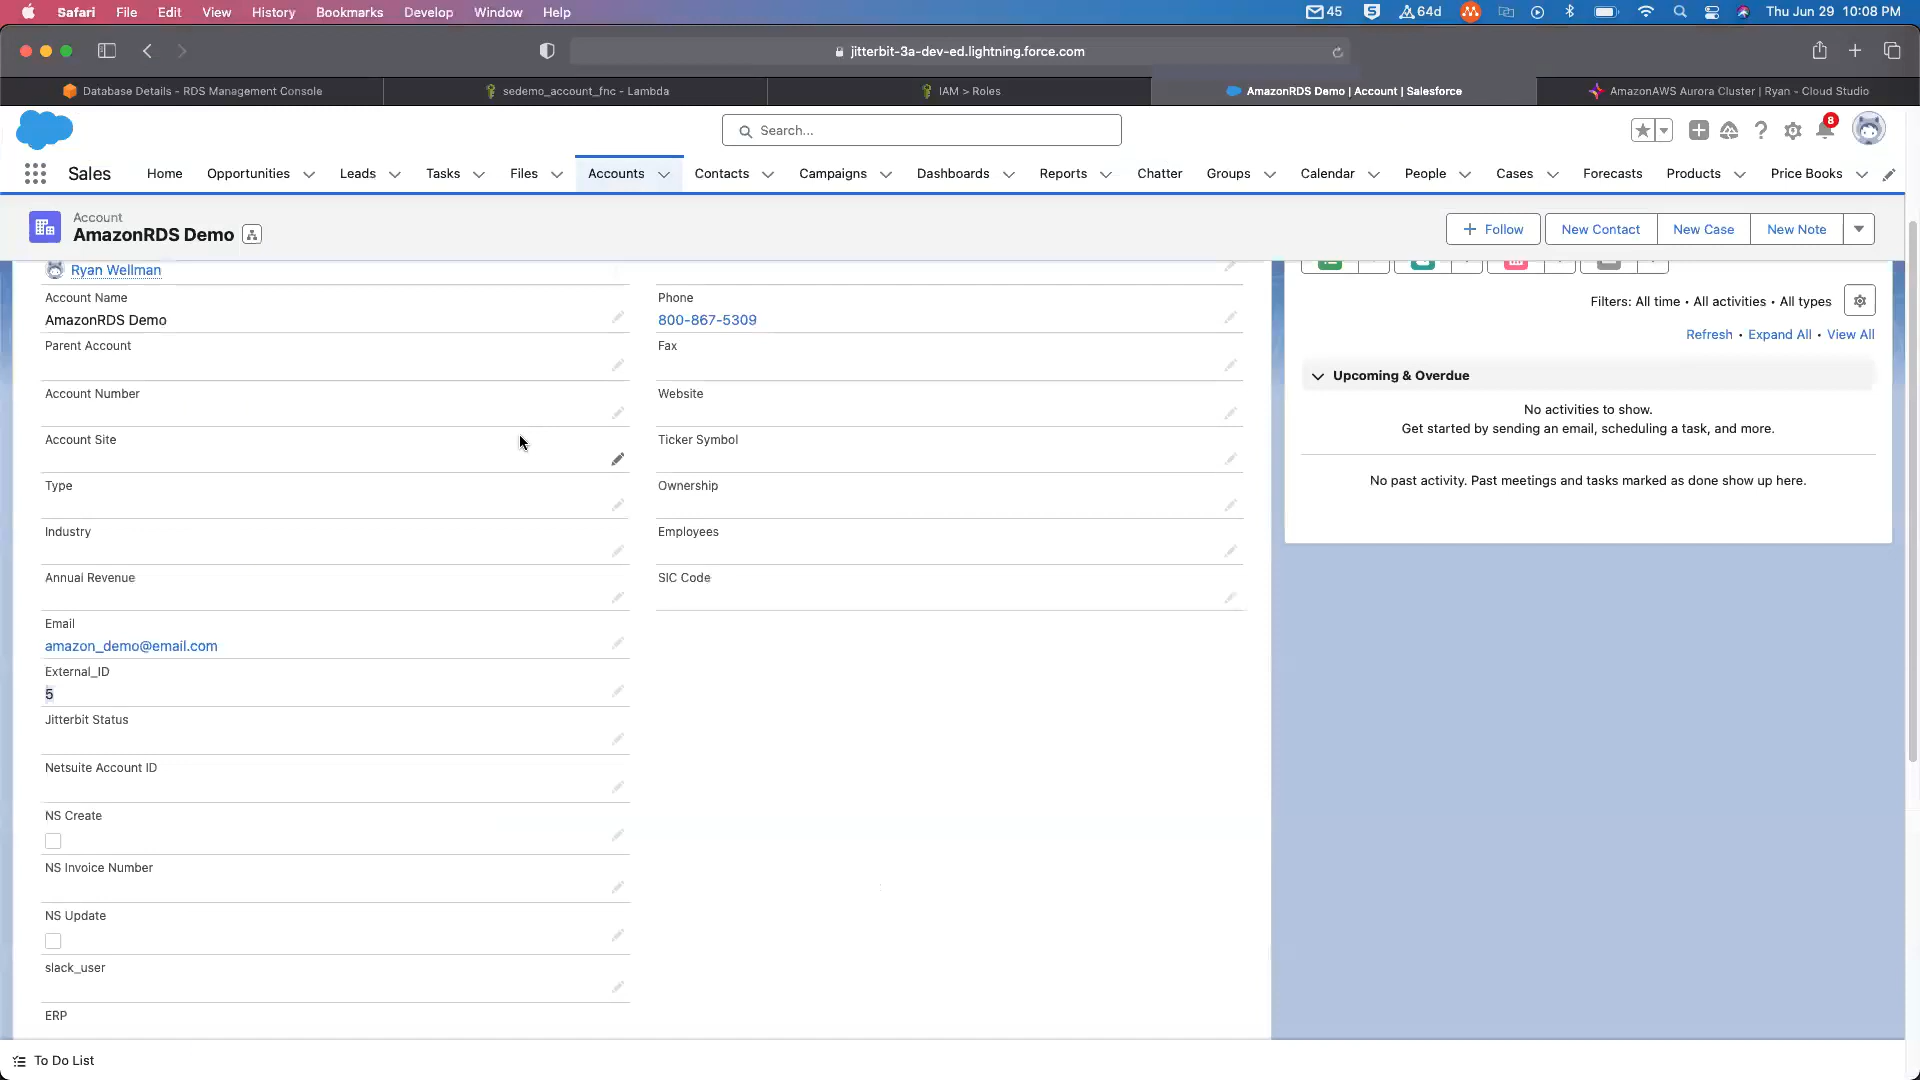 Safari File Edit View History Bookmarks Develop Window Help 45 64d Thu Jun 29 10:08 PM
jitterbit-3a-dev-ed.lightning.force.com
Database Details - RDS Management Console
sedemo_account_fnc - Lambda
IAM > Roles
AmazonRDS Demo | Account | Salesforce
AmazonAWS Aurora Cluster | Ryan - Cloud Studio
Search...
8
Sales Home Opportunities Leads Tasks Files Accounts Contacts Campaigns Dashboards Reports Chatter Groups Calendar People Cases Forecasts Products Price Books
Account
AmazonRDS Demo
Follow New Contact New Case New Note
Ryan Wellman
Account Name
AmazonRDS Demo
Parent Account
Account Number
Account Site
Type
Industry
Annual Revenue
Email
amazon_demo@email.com
External_ID
5
Jitterbit Status
Netsuite Account ID
NS Create
NS Invoice Number
NS Update
slack_user
ERP
Phone
800-867-5309
Fax
Website
Ticker Symbol
Ownership
Employees
SIC Code
Filters: All time • All activities • All types
Refresh • Expand All • View All
Upcoming & Overdue
No activities to show.
Get started by sending an email, scheduling a task, and more.
No past activity. Past meetings and tasks marked as done show up here.
To Do List